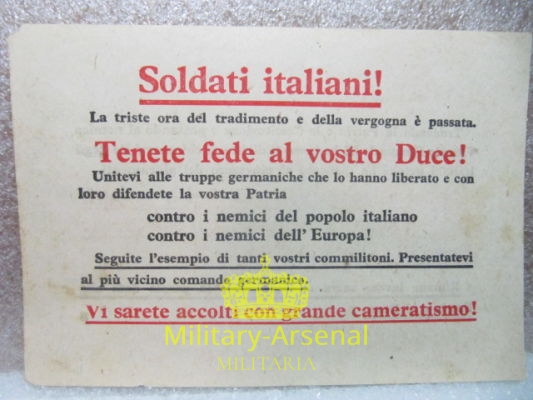 Soldati italiani!
La triste ora del tradimento e della vergogna è passata.
Tenete fede al vostro Duce!
Unitevi alle truppe germaniche che lo hanno liberato e con
loro difendete la vostra Patria
contro i nemici del popolo italiano
contro i nemici dell'Europa!
Seguite l'esempio di tanti vostri commilitoni. Presentatevi
al più vicino comando germanico.
Vi sarete accolti con grande cameratismo!
Military-Arsenal
MILITARIA